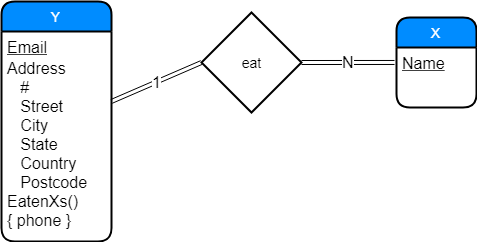 Y
Email
Address
#
Street
City
State
Country
Postcode
EatenXs()
{ phone }
1
eat
N
X
Name